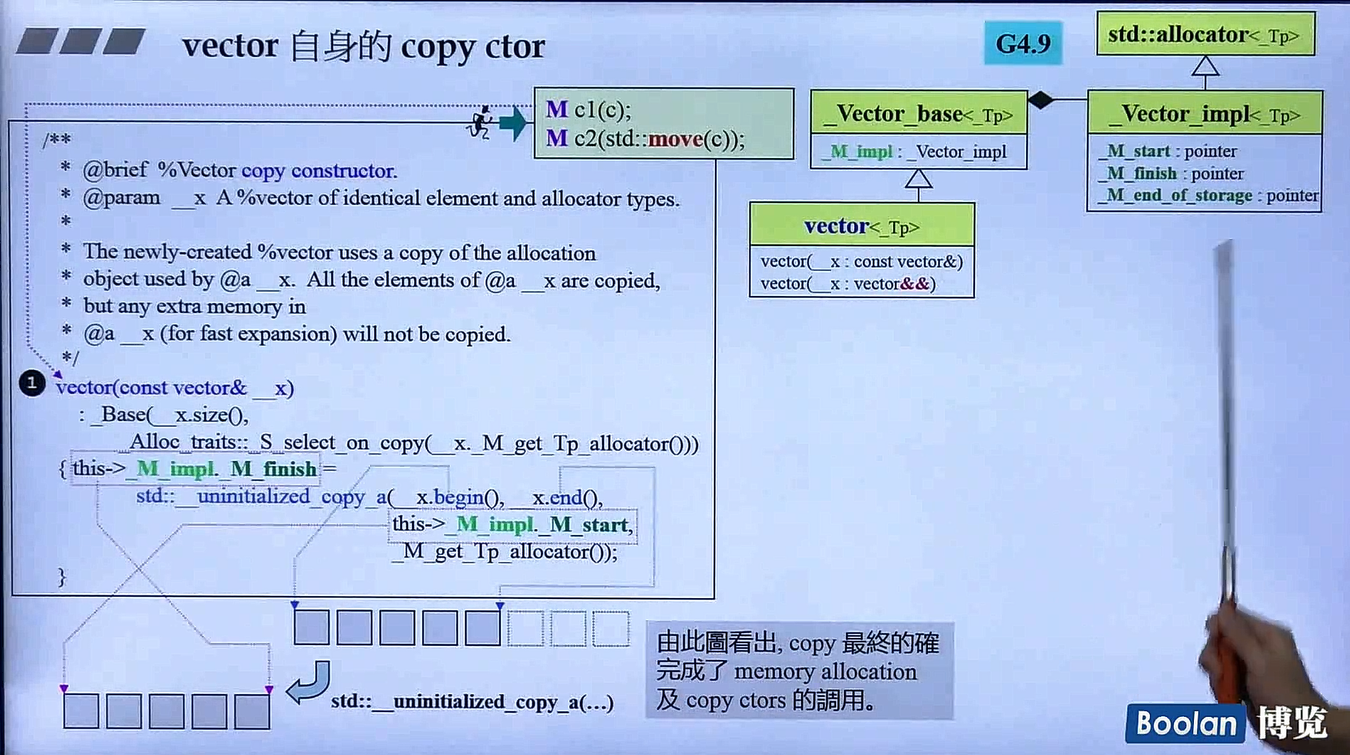 vector 自身的 copy ctor
G4.9
std::allocator<_Tp>
M c1(c);
M c2(std::move(c));
_Vector_base<_Tp>
_M_impl : _Vector_impl
_Vector_impl<_Tp>
_M_start : pointer
_M_finish : pointer
_M_end_of_storage : pointer
vector<_Tp>
vector(__x : const vector&)
vector(__x : vector&&)
/**
* @brief %Vector copy constructor.
* @param __x A %vector of identical element and allocator types.
*
* The newly-created %vector uses a copy of the allocation
* object used by @a __x. All the elements of @a __x are copied,
* but any extra memory in
* @a __x (for fast expansion) will not be copied.
*/
1 vector(const vector& __x)
: _Base(__x.size(),
_Alloc_traits::_S_select_on_copy(__x._M_get_Tp_allocator()))
{ this->_M_impl._M_finish =
std::__uninitialized_copy_a(__x.begin(), __x.end(),
this->_M_impl._M_start,
_M_get_Tp_allocator());
}
std::__uninitialized_copy_a(…)
由此圖看出, copy 最終的確
完成了 memory allocation
及 copy ctors 的調用。
Boolan 博览